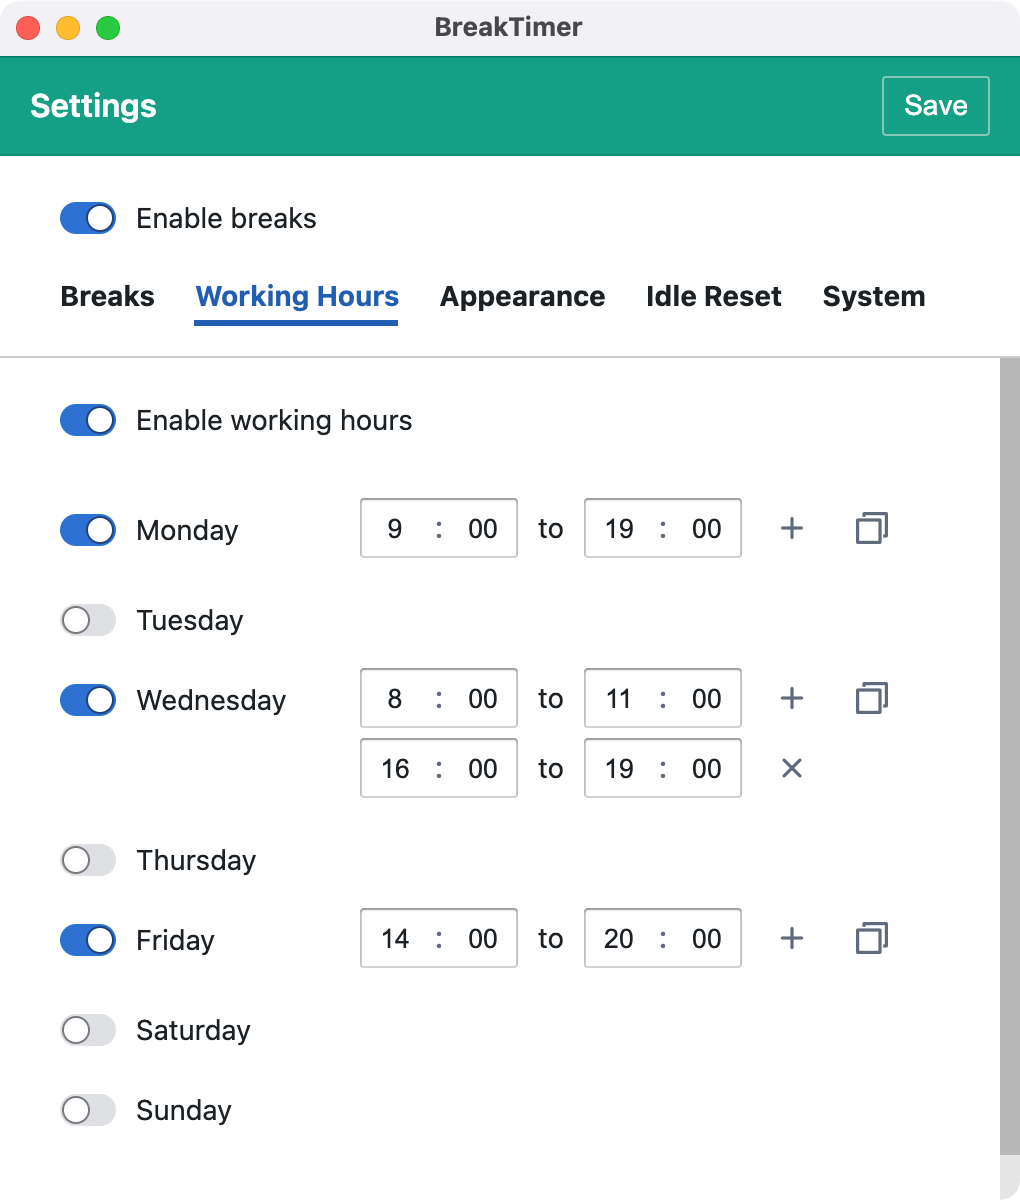 BreakTimer
Settings Save
Enable breaks
Breaks Working Hours Appearance Idle Reset System
Enable working hours
Monday 9 : 00 to 19 : 00
Tuesday
Wednesday 8 : 00 to 11 : 00
16 : 00 to 19 : 00
Thursday
Friday 14 : 00 to 20 : 00
Saturday
Sunday